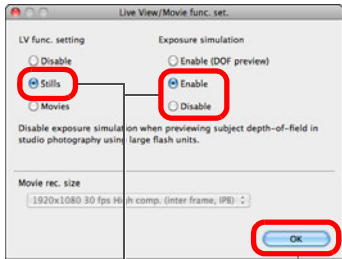 Live View/Movie func. set.
LV func. setting
Exposure simulation
Disable
Enable (DOF preview)
Stills
Enable
Movies
Disable
Disable exposure simulation when previewing subject depth-of-field in
studio photography using large flash units.
Movie rec. size
1920x1080 30 fps High comp. (inter frame, IPB)
OK